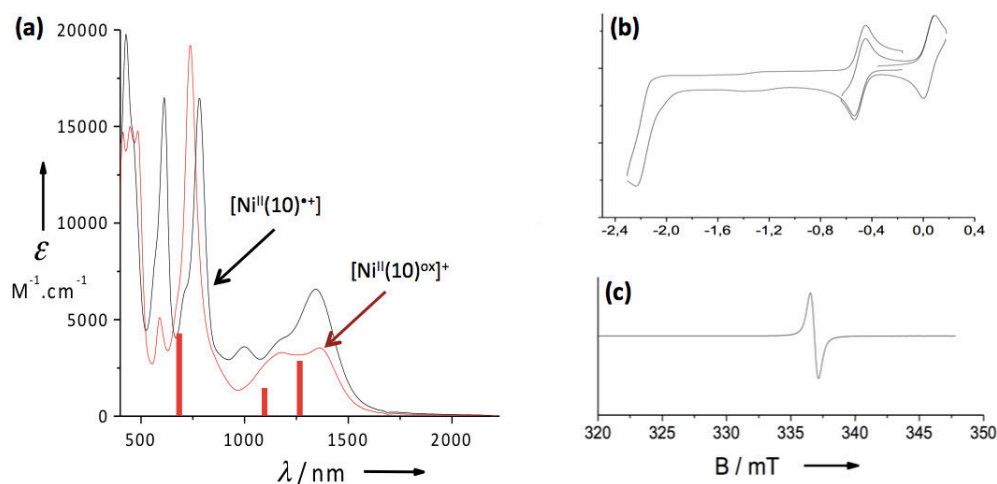 (a)
20000
15000
10000
5000
0
ε
M⁻¹.cm⁻¹
[Niᴵᴵ(10)•⁺]
[Niᴵᴵ(10)ᵒˣ]⁺
500 1000 1500 2000
λ / nm
(b)
-2,4 -2,0 -1,6 -1,2 -0,8 -0,4 0,0 0,4
(c)
320 325 330 335 340 345 350
B / mT